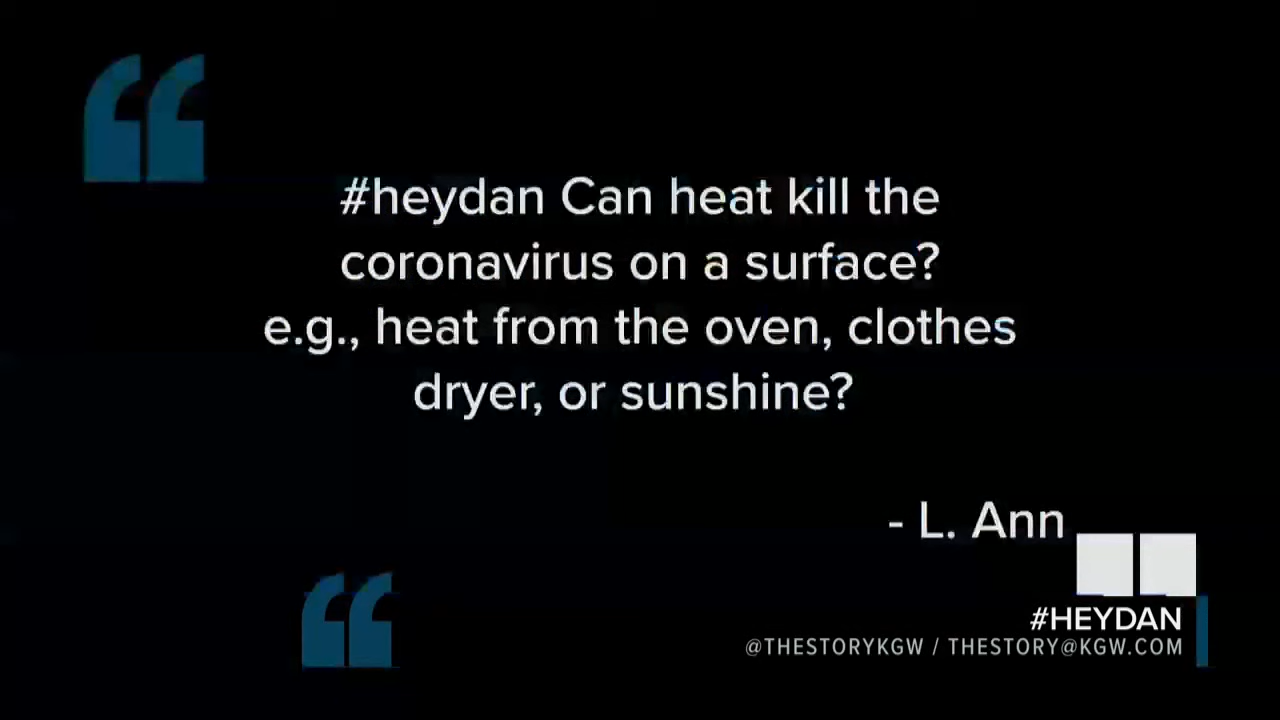 #heydan Can heat kill the
coronavirus on a surface?
e.g., heat from the oven, clothes
dryer, or sunshine?
- L. Ann
#HEYDAN
@THESTORYKGW / THESTORY@KGW.COM